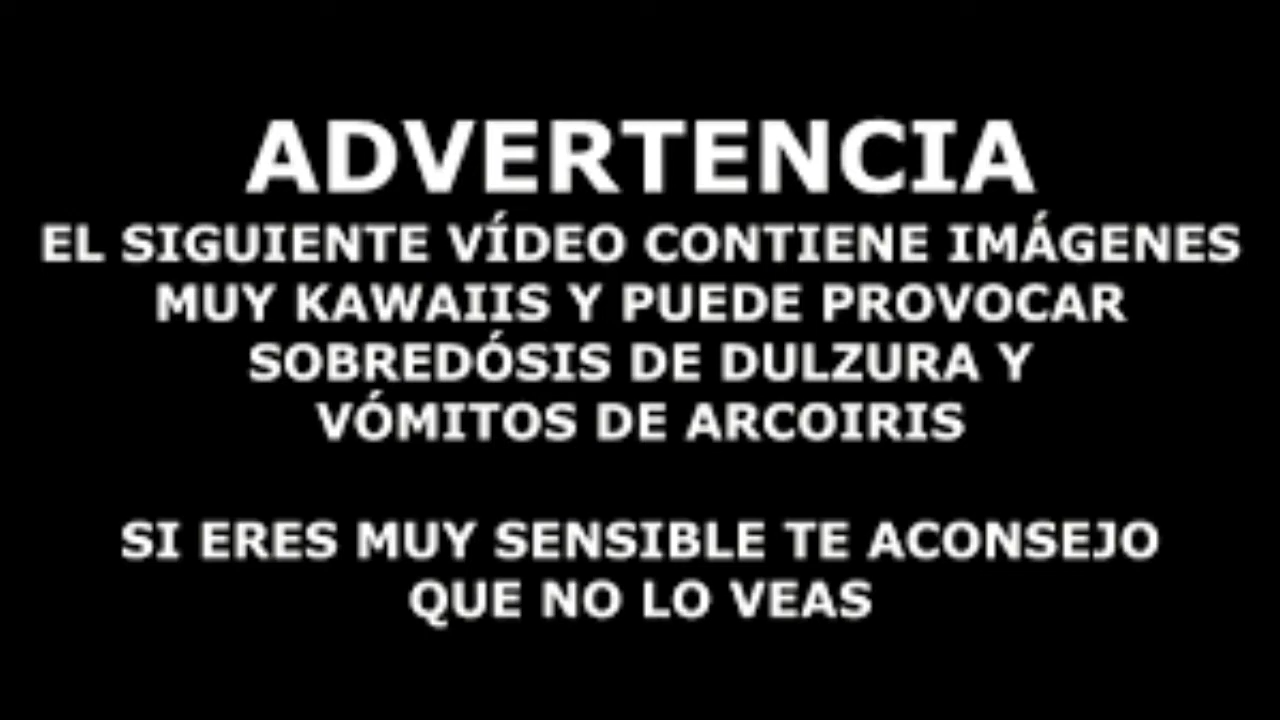 ADVERTENCIA
EL SIGUIENTE VÍDEO CONTIENE IMÁGENES
MUY KAWAIIS Y PUEDE PROVOCAR
SOBREDÓSIS DE DULZURA Y
VÓMITOS DE ARCOIRIS
SI ERES MUY SENSIBLE TE ACONSEJO
QUE NO LO VEAS